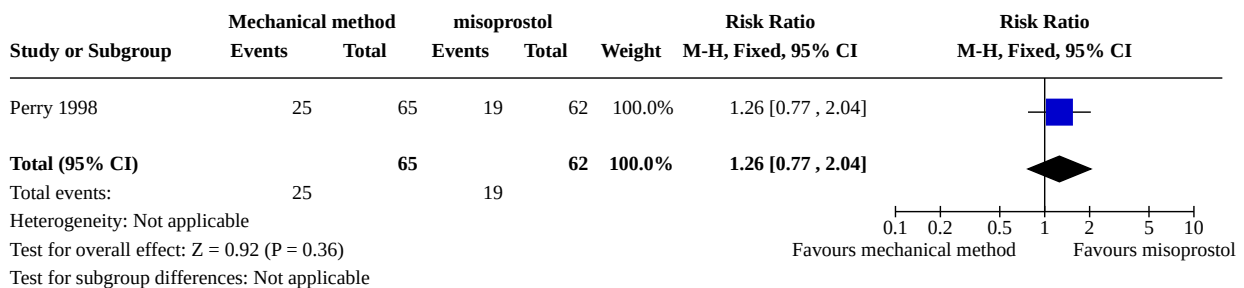 Mechanical method misoprostol Risk Ratio Risk Ratio
Study or Subgroup Events Total Events Total Weight M-H, Fixed, 95% CI M-H, Fixed, 95% CI
Perry 1998 25 65 19 62 100.0% 1.26 [0.77 , 2.04]
Total (95% CI) 65 62 100.0% 1.26 [0.77 , 2.04]
Total events: 25 19
Heterogeneity: Not applicable
0.1 0.2 0.5 1 2 5 10
Test for overall effect: Z = 0.92 (P = 0.36) Favours mechanical method Favours misoprostol
Test for subgroup differences: Not applicable